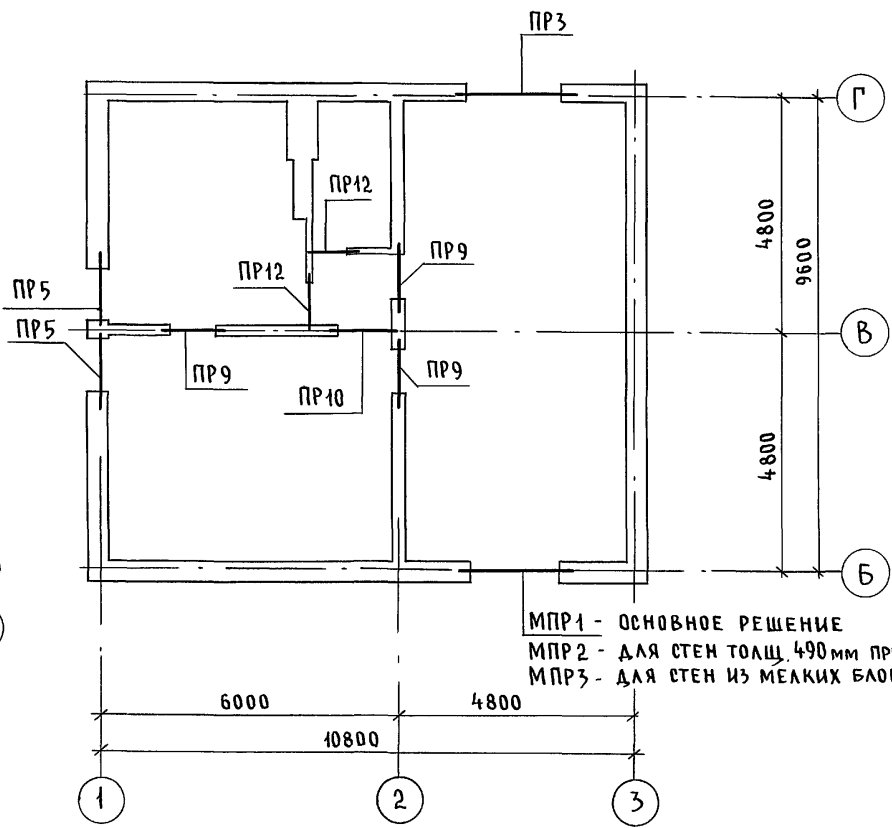 ПР3
Г
ПР12
4800
9600
ПР12
ПР9
ПР5
ПР5
В
ПР9
ПР10
ПР9
4800
Б
МПР1 - ОСНОВНОЕ РЕШЕНИЕ
МПР2 - ДЛЯ СТЕН ТОЛЩ. 490мм
МПР3 - ДЛЯ СТЕН ИЗ МЕЛКИХ
6000
4800
10800
1
2
3